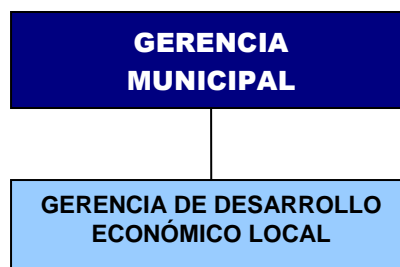 GERENCIA
MUNICIPAL
GERENCIA DE DESARROLLO
ECONÓMICO LOCAL